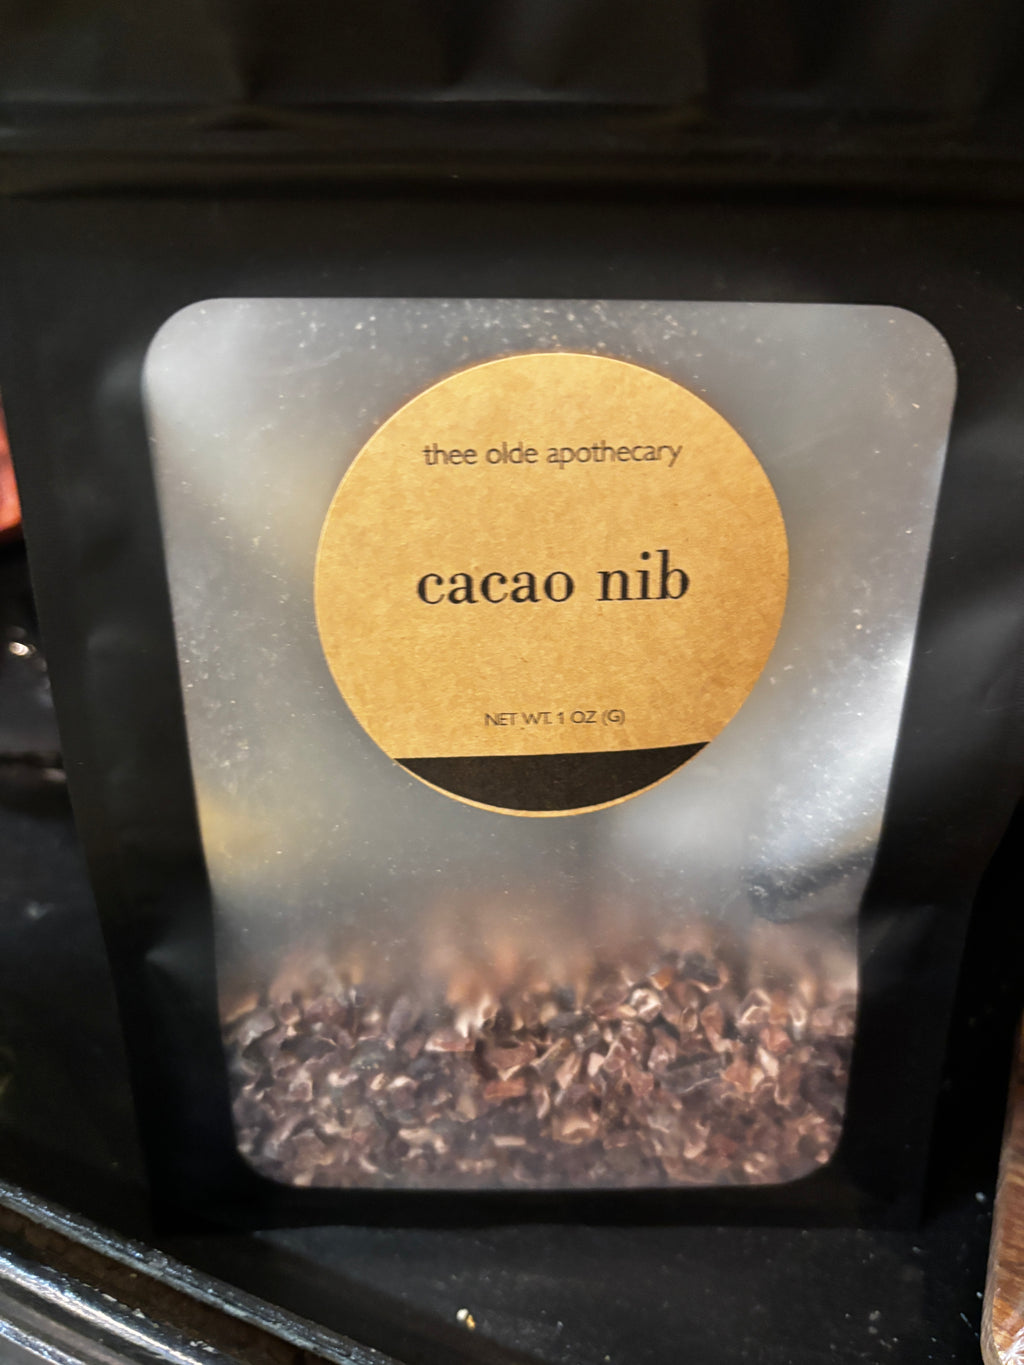 thee olde apothecary
cacao nib
NET WT. 1 OZ (G)